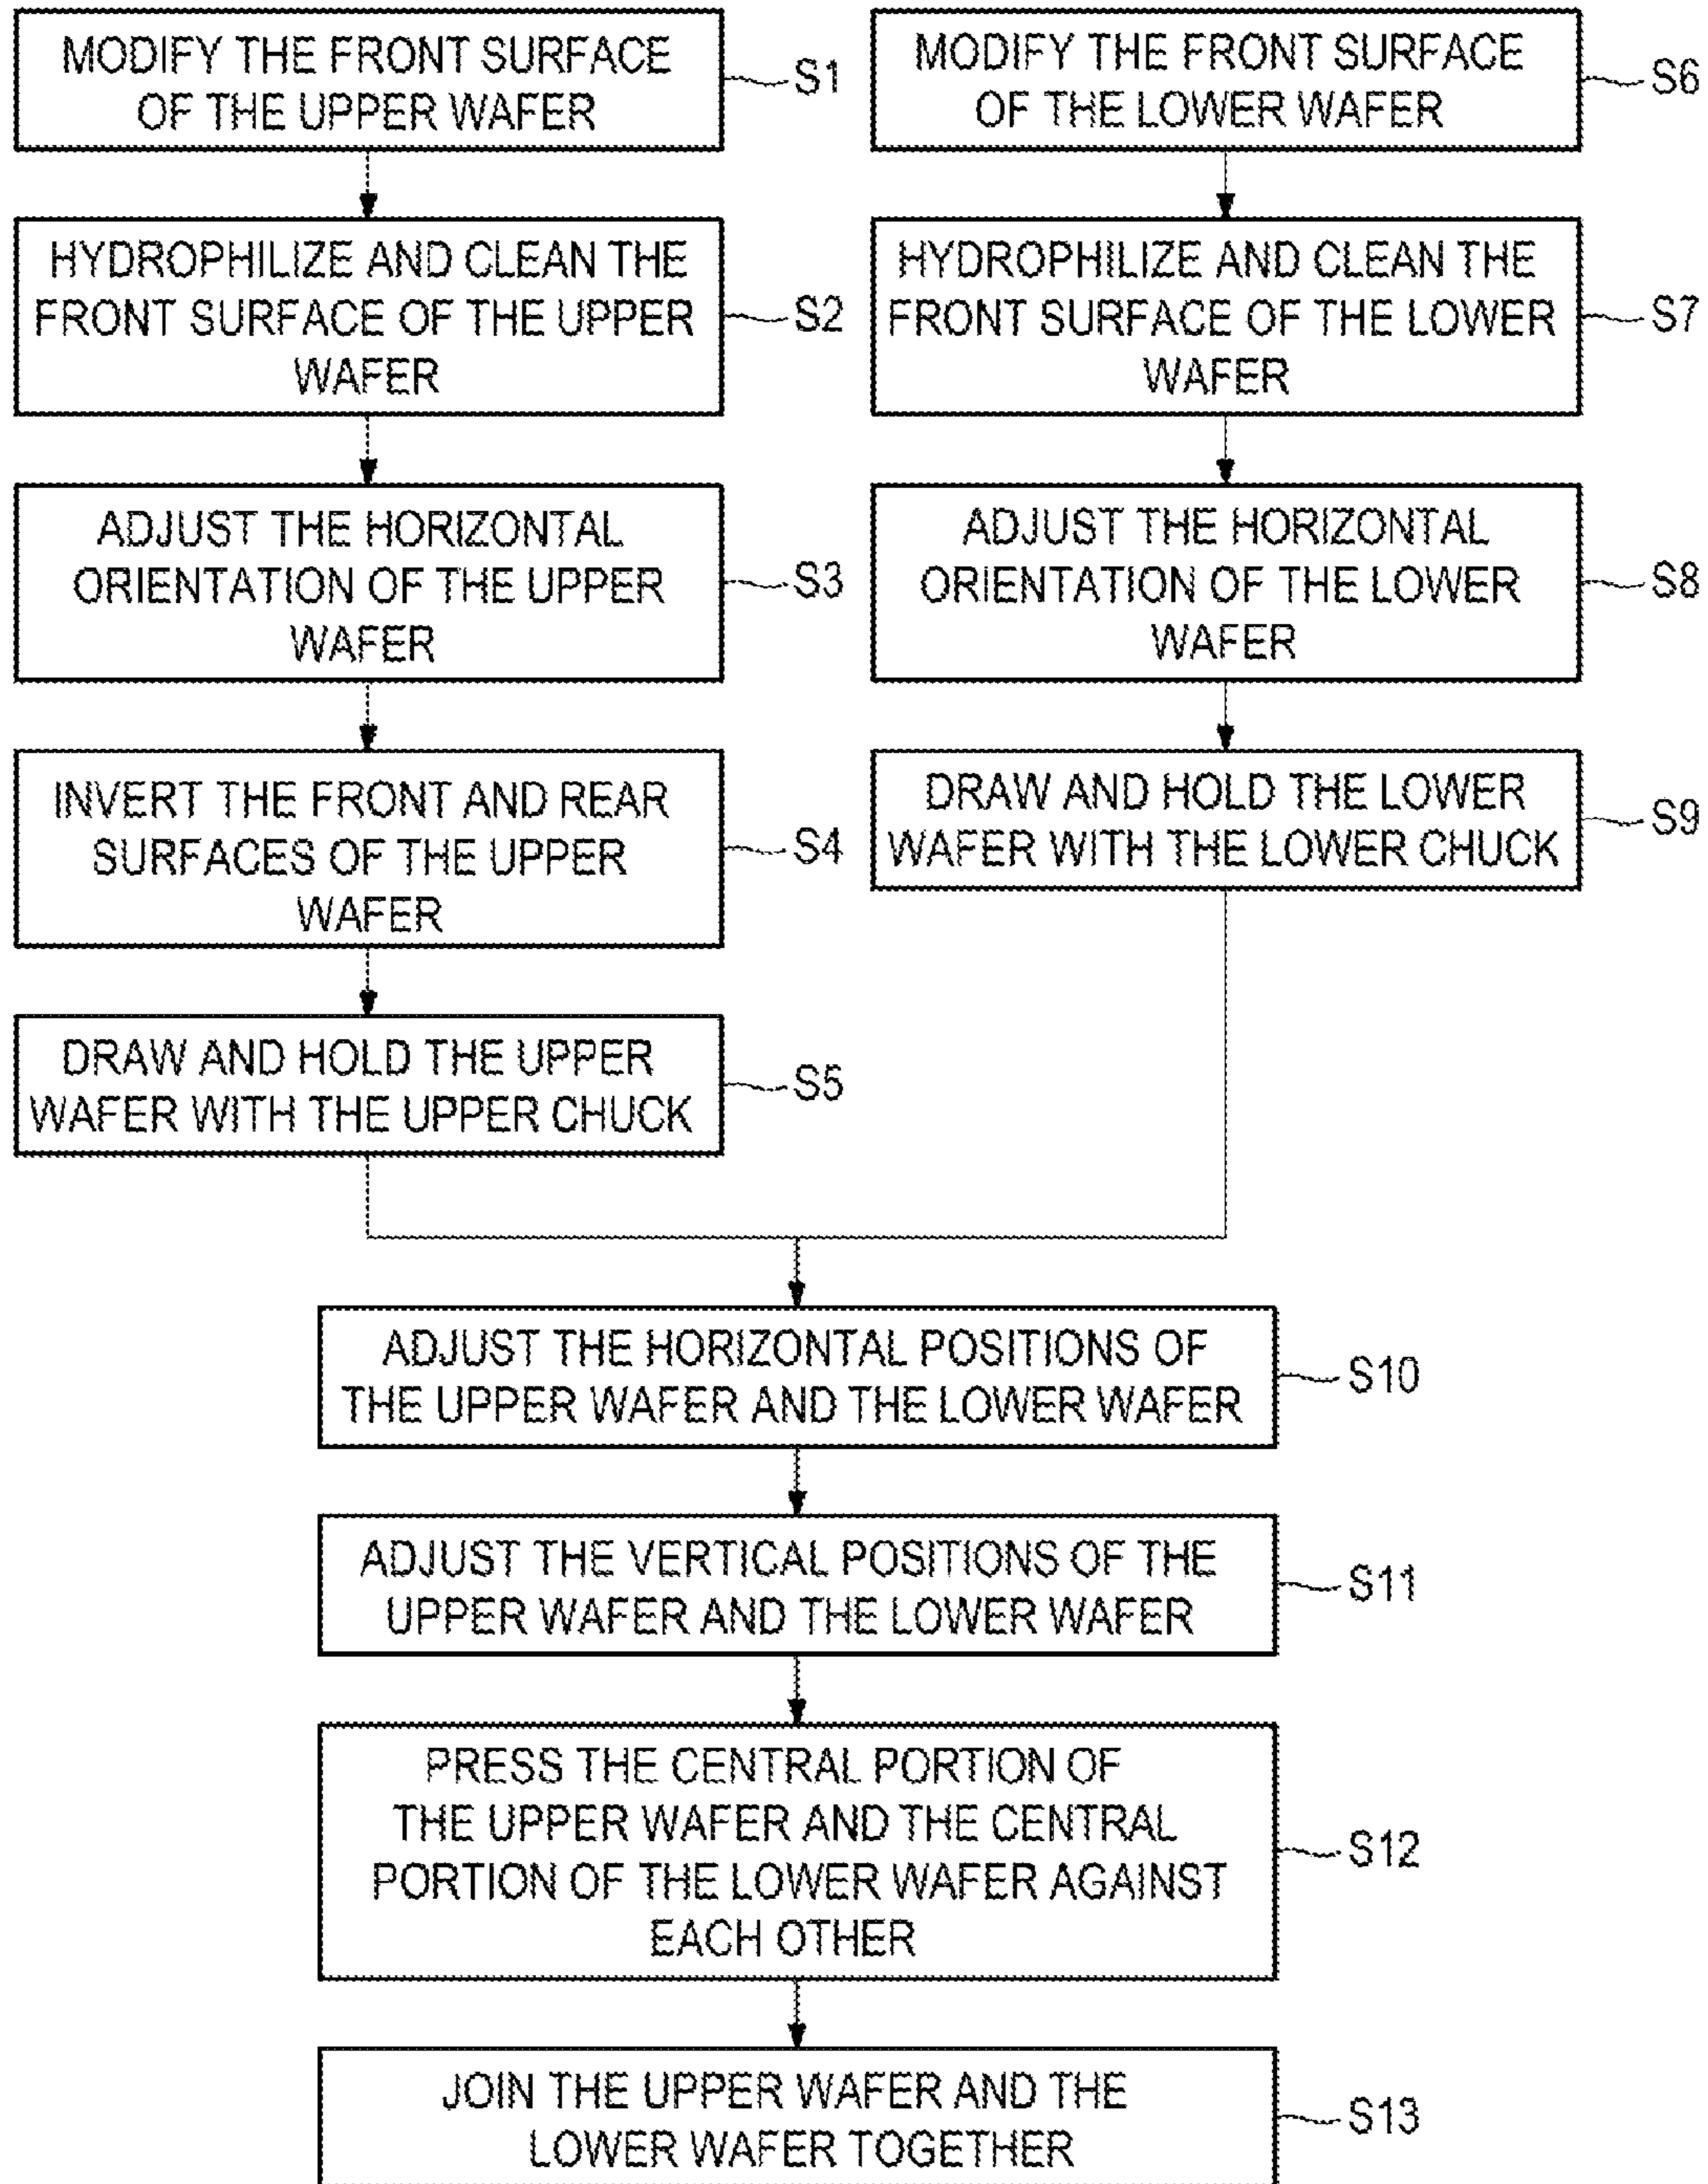 MODIFY THE FRONT SURFACE
OF THE UPPER WAFER
S1
HYDROPHILIZE AND CLEAN THE
FRONT SURFACE OF THE UPPER
WAFER
S2
ADJUST THE HORIZONTAL
ORIENTATION OF THE UPPER
WAFER
S3
INVERT THE FRONT AND REAR
SURFACES OF THE UPPER
WAFER
S4
DRAW AND HOLD THE UPPER
WAFER WITH THE UPPER CHUCK
S5
MODIFY THE FRONT SURFACE
OF THE LOWER WAFER
S6
HYDROPHILIZE AND CLEAN THE
FRONT SURFACE OF THE LOWER
WAFER
S7
ADJUST THE HORIZONTAL
ORIENTATION OF THE LOWER
WAFER
S8
DRAW AND HOLD THE LOWER
WAFER WITH THE LOWER CHUCK
S9
ADJUST THE HORIZONTAL POSITIONS OF
THE UPPER WAFER AND THE LOWER WAFER
S10
ADJUST THE VERTICAL POSITIONS OF THE
UPPER WAFER AND THE LOWER WAFER
S11
PRESS THE CENTRAL PORTION OF
THE UPPER WAFER AND THE CENTRAL
PORTION OF THE LOWER WAFER AGAINST
EACH OTHER
S12
JOIN THE UPPER WAFER AND THE
LOWER WAFER TOGETHER
S13